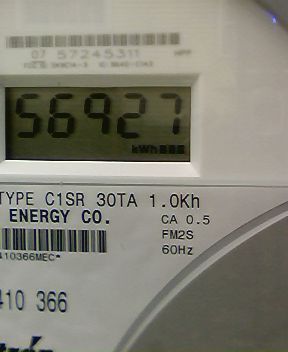 07 57245311
56927
kWh
TYPE C1SR 30TA 1.0Kh
ENERGY CO.
CA 0.5
FM2S
60Hz
410366MEC*
410 366